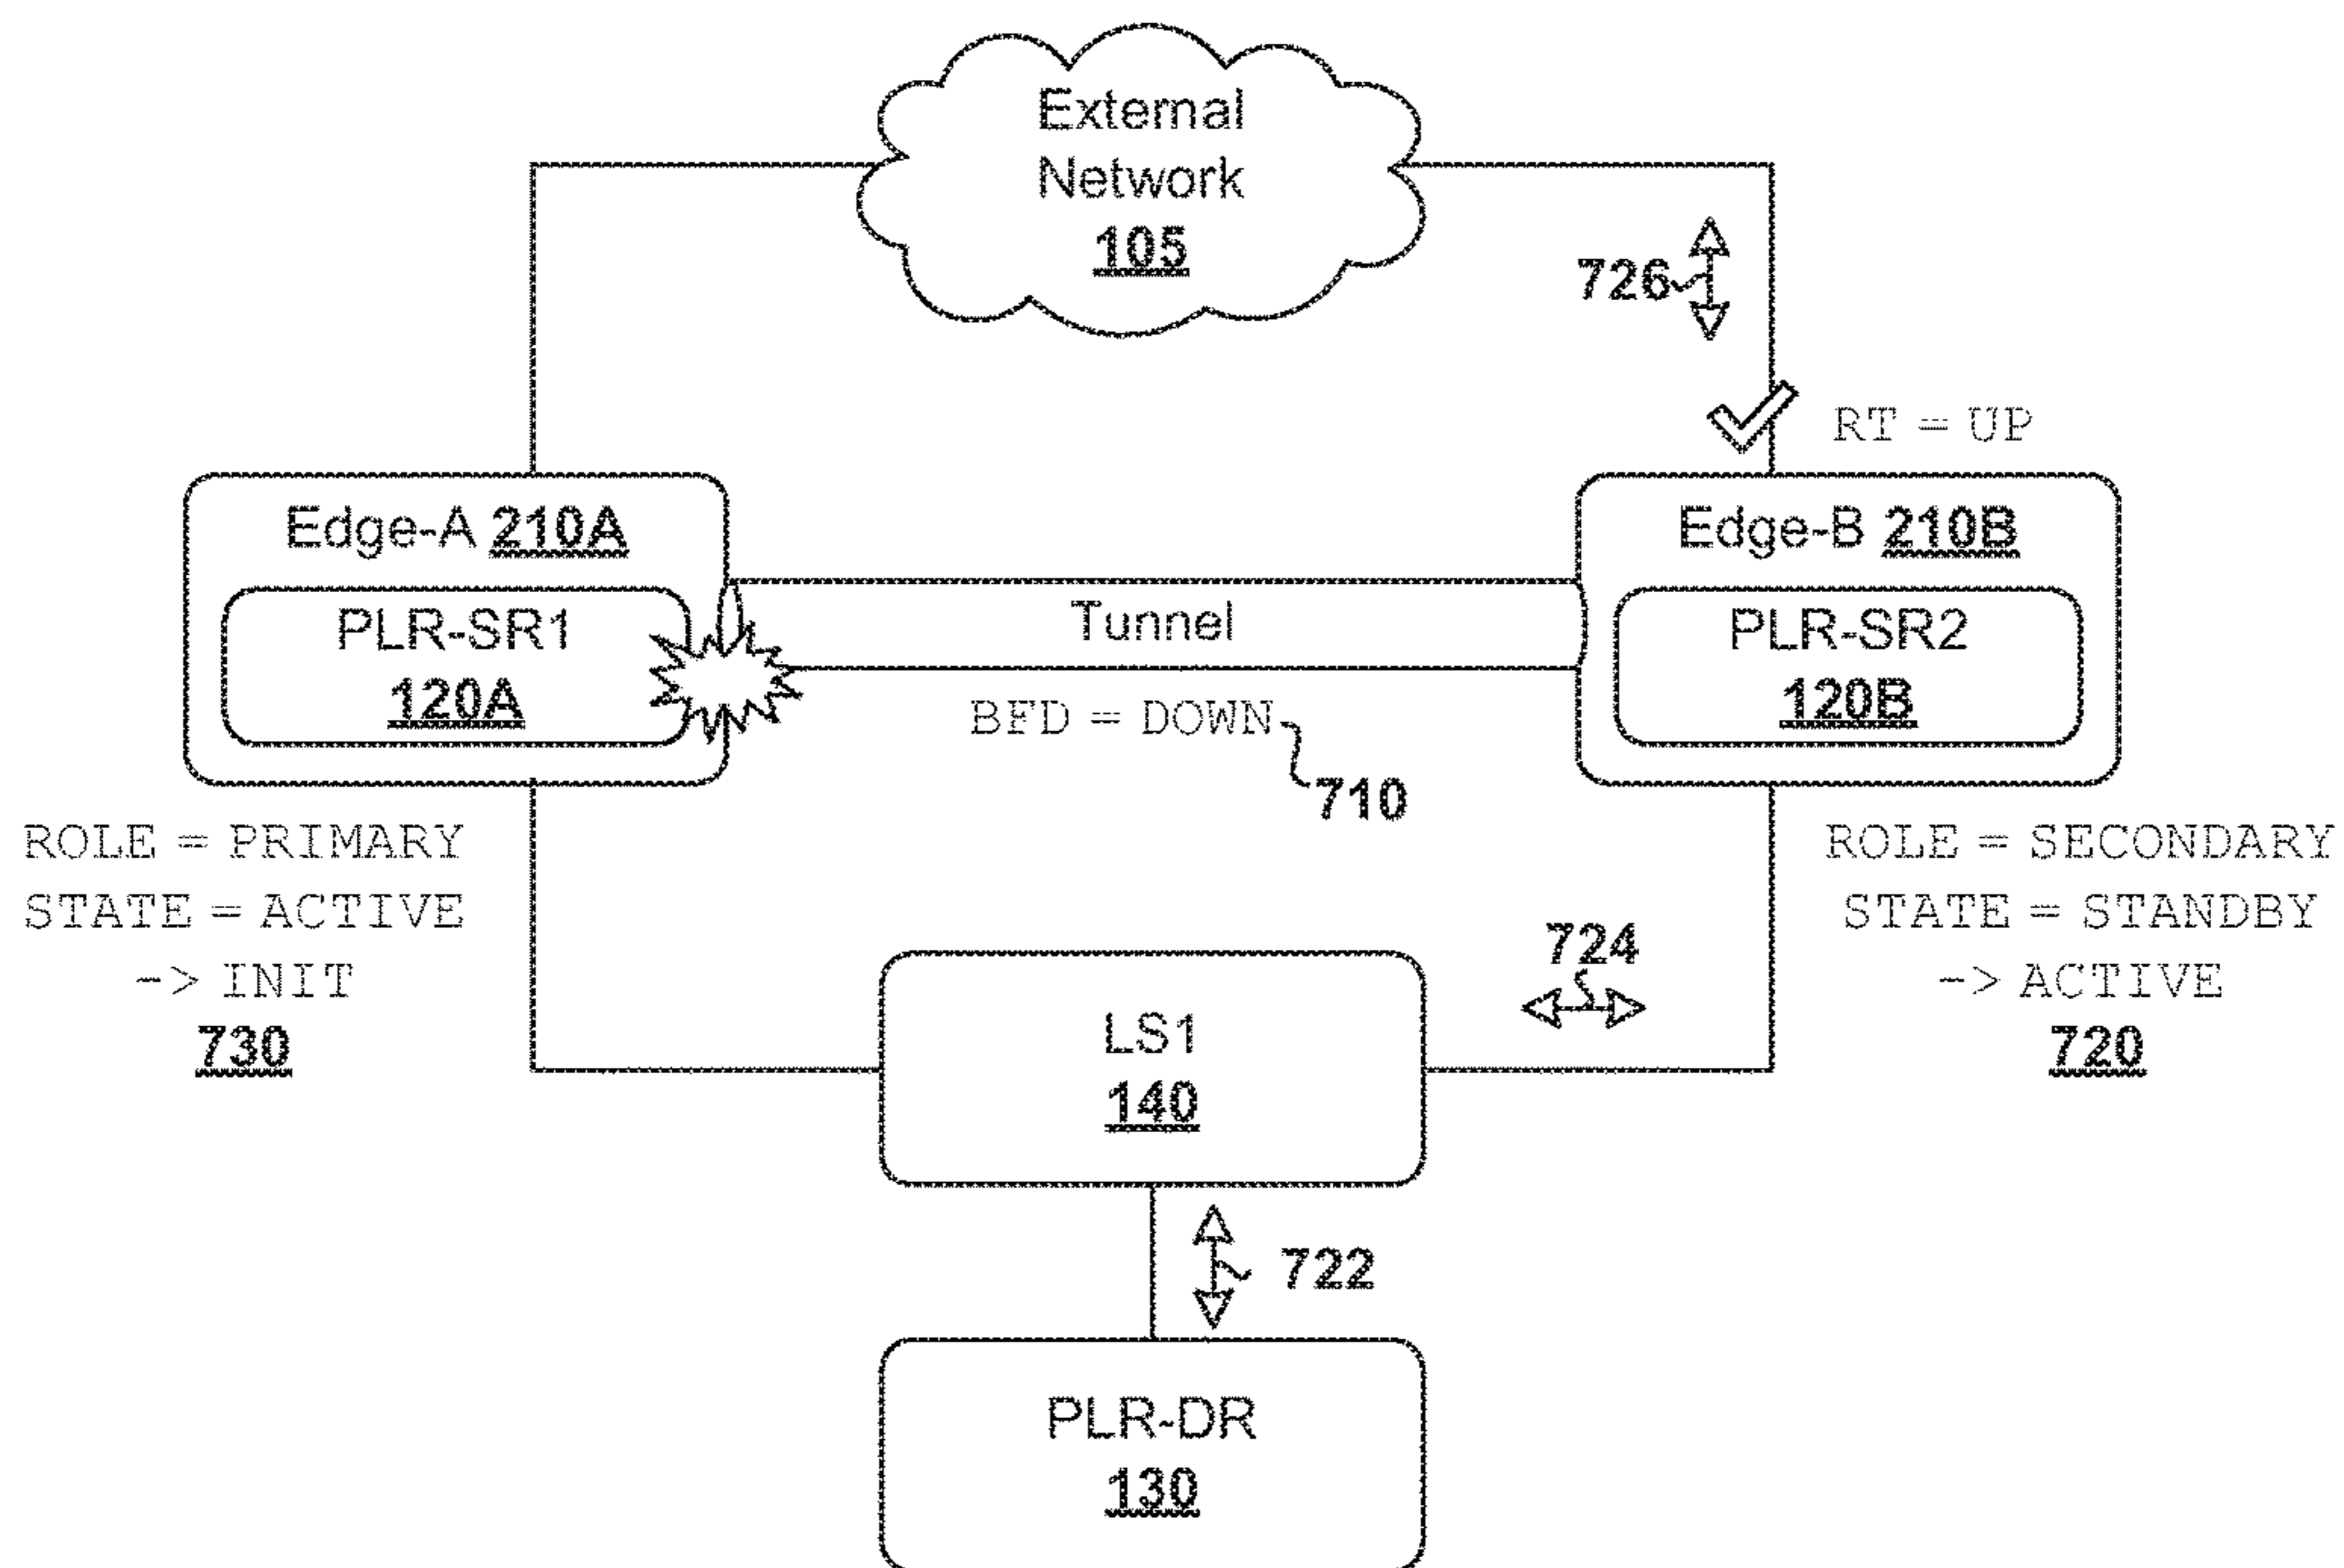 External
Network
105
726
RT = UP
Edge-A 210A
Edge-B 210B
PLR-SR1
120A
Tunnel
PLR-SR2
120B
BFD = DOWN
710
ROLE = PRIMARY
STATE = ACTIVE
-> INIT
730
ROLE = SECONDARY
STATE = STANDBY
-> ACTIVE
720
724
LS1
140
722
PLR-DR
130